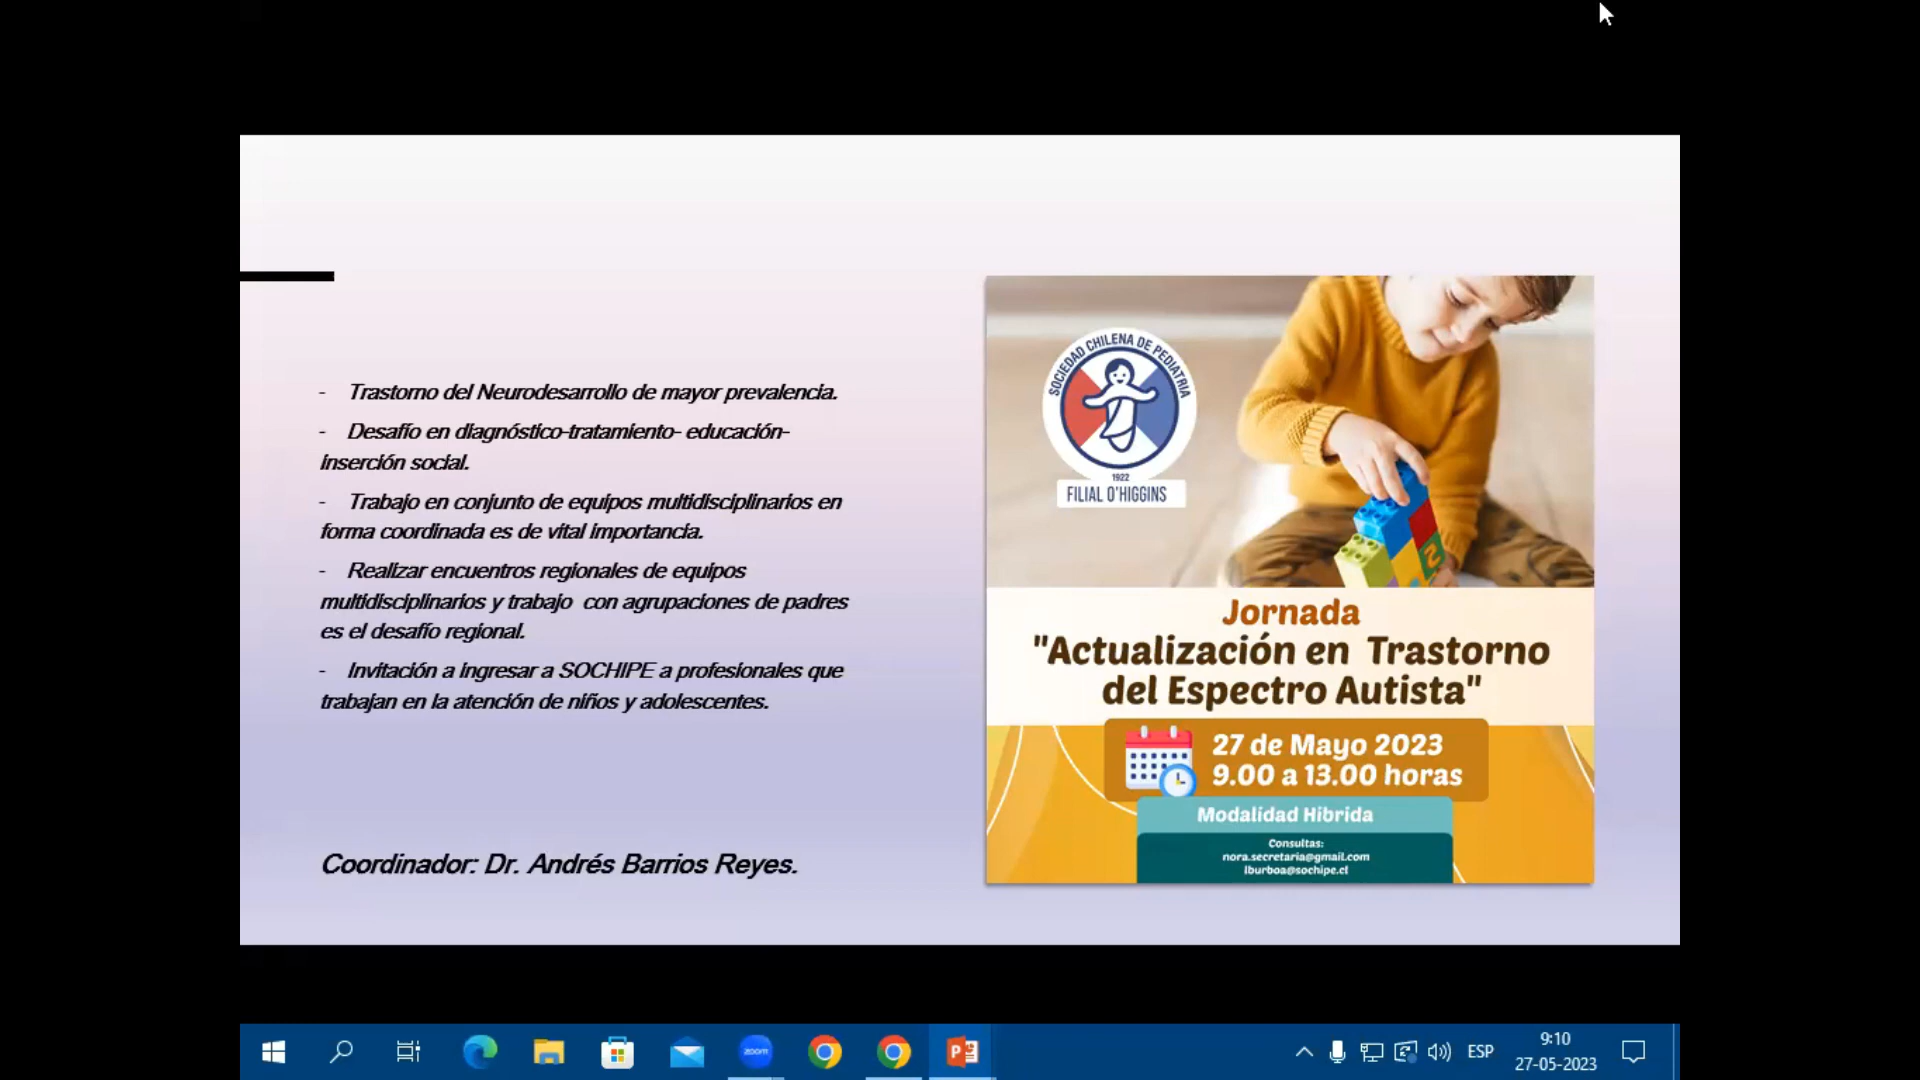 - Trastorno del Neurodesarrollo de mayor prevalencia.
- Desafío en diagnóstico-tratamiento- educación-
inserción social.
- Trabajo en conjunto de equipos multidisciplinarios en
forma coordinada es de vital importancia.
- Realizar encuentros regionales de equipos
multidisciplinarios y trabajo con agrupaciones de padres
es el desafío regional.
- Invitación a ingresar a SOCHIPE a profesionales que
trabajan en la atención de niños y adolescentes.
Coordinador: Dr. Andrés Barrios Reyes.
SOCIEDAD CHILENA DE PEDIATRIA
1922
FILIAL O'HIGGINS
2
Jornada
"Actualización en Trastorno
del Espectro Autista"
27 de Mayo 2023
9.00 a 13.00 horas
Modalidad Hibrida
Consultas:
nora.secretaria@gmail.com
lburboa@sochipe.cl
zoom
P
ESP
9:10
27-05-2023